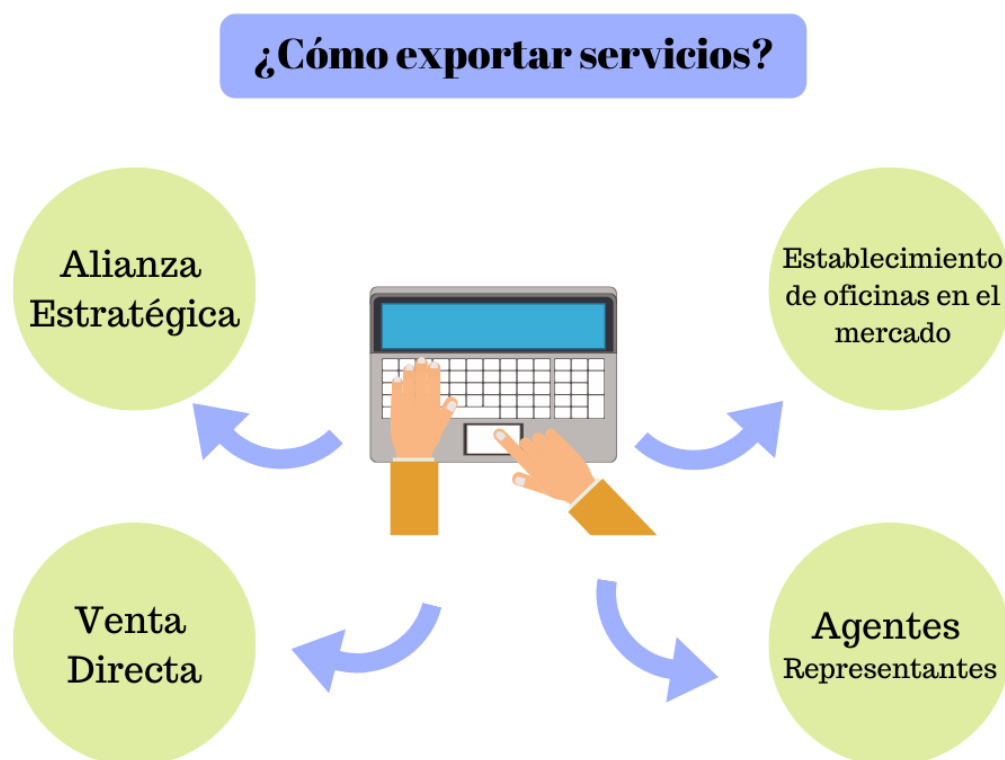 ¿Cómo exportar servicios?
Alianza
Estratégica
Establecimiento
de oficinas en el
mercado
Venta
Directa
Agentes
Representantes